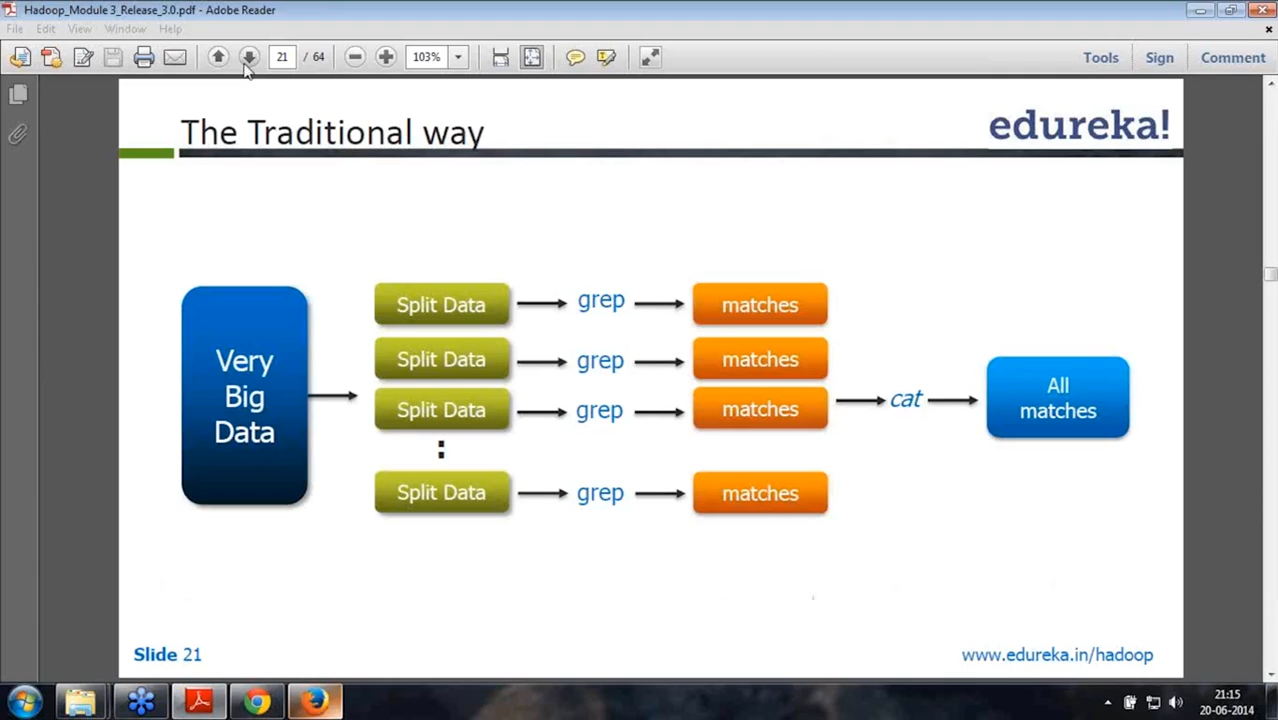 Hadoop_Module 3_Release_3.0.pdf - Adobe Reader
File Edit View Window Help
21 / 64 103% Tools Sign Comment
The Traditional way
edureka!
Very
Big
Data
Split Data grep matches
Split Data grep matches
Split Data grep matches
:
Split Data grep matches
cat
All
matches
Slide 21
www.edureka.in/hadoop
21:15
20-06-2014